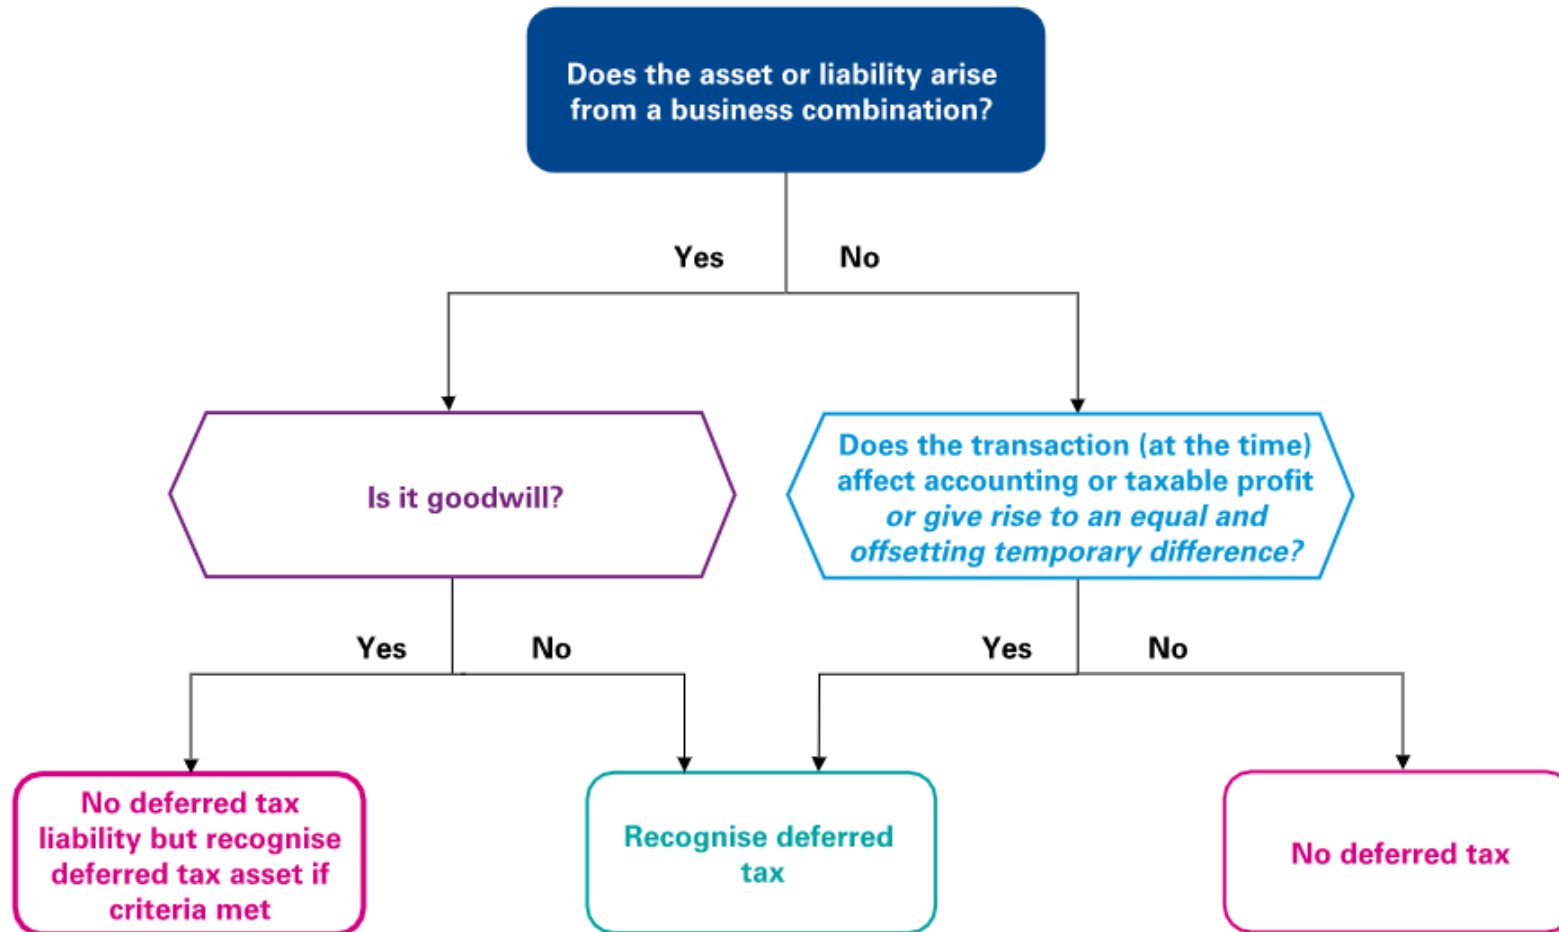 Does the asset or liability arise
from a business combination?
Yes
No
Is it goodwill?
Does the transaction (at the time)
affect accounting or taxable profit
or give rise to an equal and
offsetting temporary difference?
Yes
No
Yes
No
No deferred tax
liability but recognise
deferred tax asset if
criteria met
Recognise deferred
tax
No deferred tax